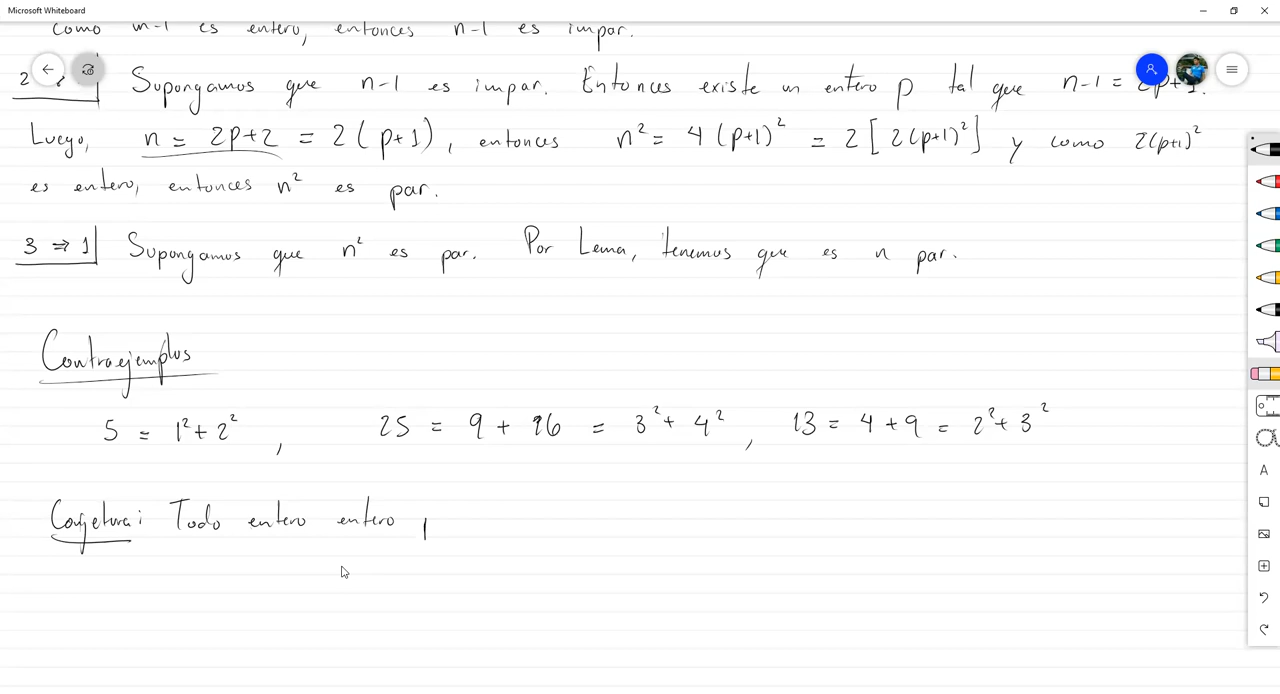 Microsoft Whiteboard
como m-1 es entero, entonces n-1 es impar.
2 Supongamos que n-1 es impar. Entonces existe un entero p tal que n-1 = 2p+1.
Luego, n = 2p+2 = 2(p+1), entonces n² = 4(p+1)² = 2[2(p+1)²] y como 2(p+1)²
es entero, entonces n² es par.
3 ⇒ 1 Supongamos que n² es par. Por Lema, tenemos que es n par.
Contraejemplos
5 = 1² + 2² , 25 = 9 + 16 = 3² + 4² , 13 = 4 + 9 = 2² + 3²
Conjetura: Todo entero entero
A